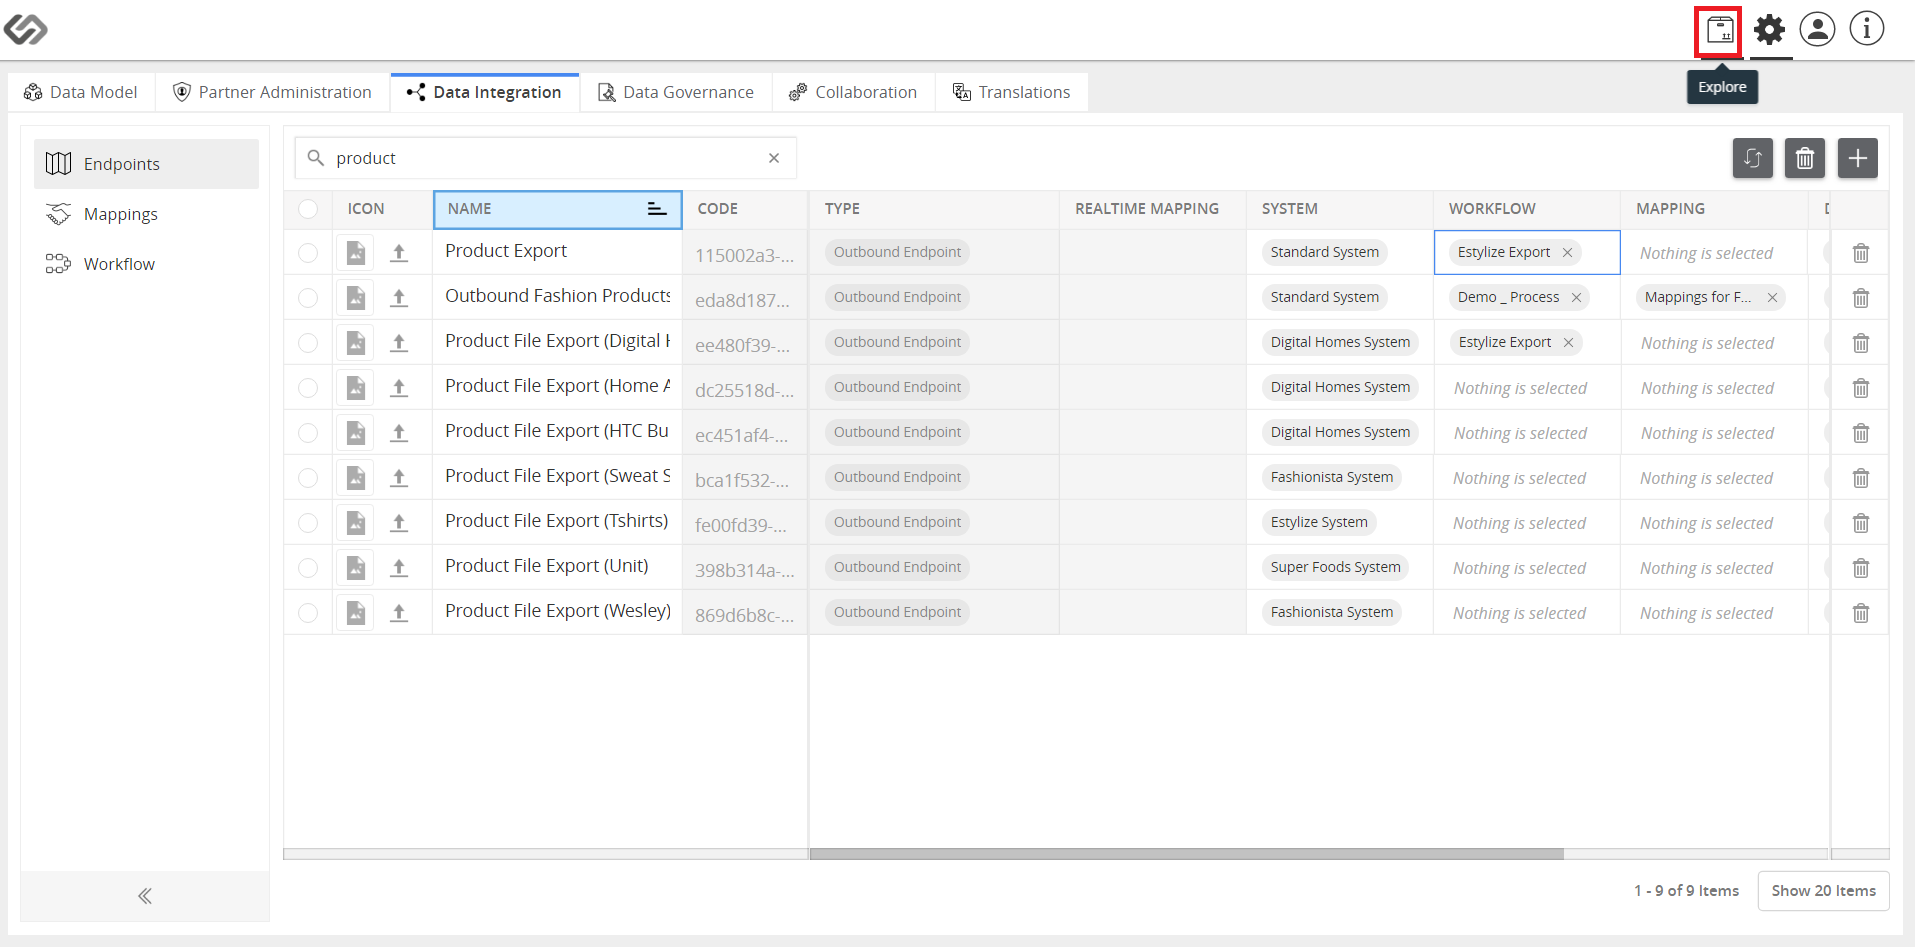 Explore
Data Model Partner Administration Data Integration Data Governance Collaboration Translations
Endpoints
Mappings
Workflow
product
ICON NAME CODE TYPE REALTIME MAPPING SYSTEM WORKFLOW MAPPING
Product Export 115002a3-... Outbound Endpoint Standard System Estylize Export Nothing is selected
Outbound Fashion Products eda8d187... Outbound Endpoint Standard System Demo _ Process Mappings for F...
Product File Export (Digital ee480f39-... Outbound Endpoint Digital Homes System Estylize Export Nothing is selected
Product File Export (Home A dc25518d-... Outbound Endpoint Digital Homes System Nothing is selected Nothing is selected
Product File Export (HTC Bu ec451af4-... Outbound Endpoint Digital Homes System Nothing is selected Nothing is selected
Product File Export (Sweat S bca1f532-... Outbound Endpoint Fashionista System Nothing is selected Nothing is selected
Product File Export (Tshirts) fe00fd39-... Outbound Endpoint Estylize System Nothing is selected Nothing is selected
Product File Export (Unit) 398b314a-... Outbound Endpoint Super Foods System Nothing is selected Nothing is selected
Product File Export (Wesley) 869d6b8c-... Outbound Endpoint Fashionista System Nothing is selected Nothing is selected
1 - 9 of 9 Items Show 20 Items